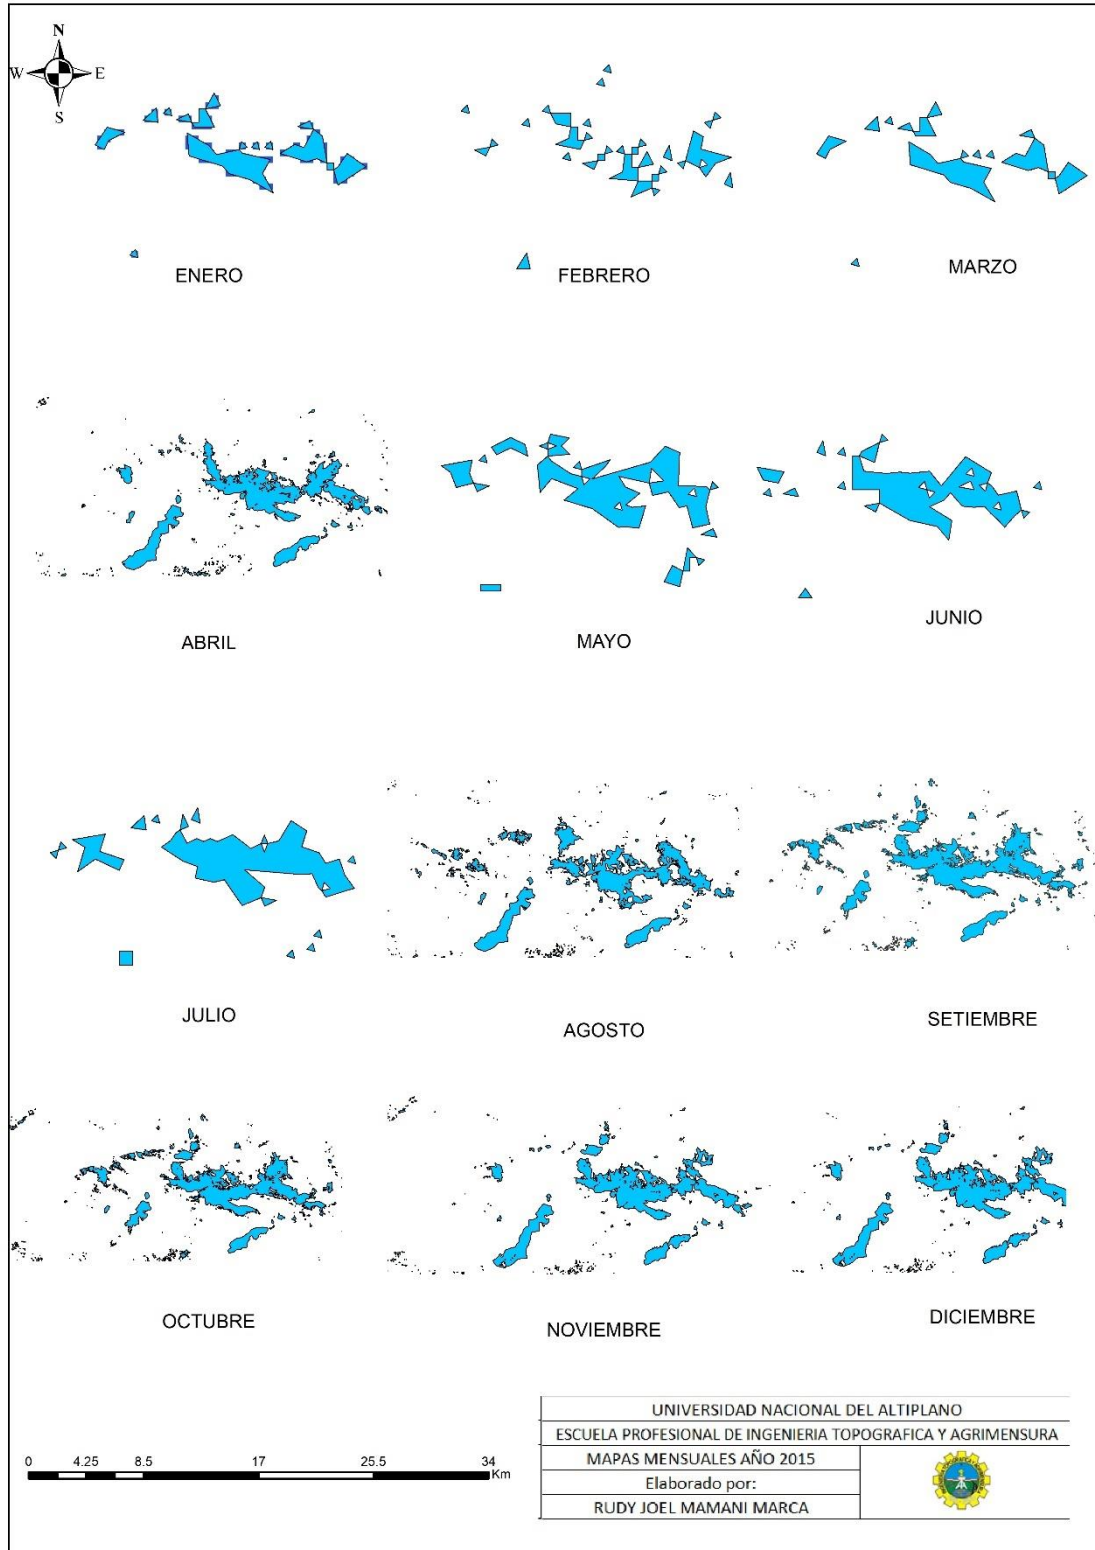 N
W E
S
ENERO
FEBRERO
MARZO
ABRIL
MAYO
JUNIO
JULIO
AGOSTO
SETIEMBRE
OCTUBRE
NOVIEMBRE
DICIEMBRE
0 4.25 8.5 17 25.5 34
Km
UNIVERSIDAD NACIONAL DEL ALTIPLANO
ESCUELA PROFESIONAL DE INGENIERIA TOPOGRAFICA Y AGRIMENSURA
MAPAS MENSUALES AÑO 2015
Elaborado por:
RUDY JOEL MAMANI MARCA